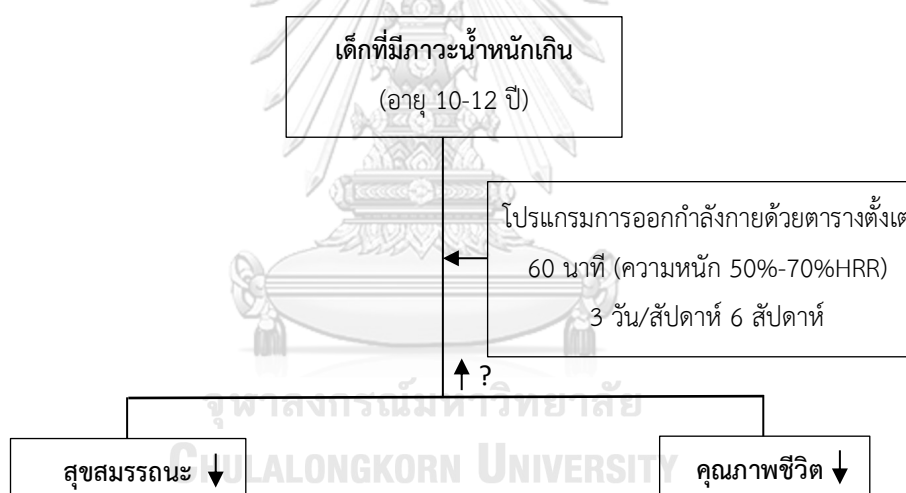 เด็กที่มีภาวะน้ำหนักเกิน
(อายุ 10-12 ปี)
โปรแกรมการออกกำลังกายด้วยตารางตั้งเต
60 นาที (ความหนัก 50%-70%HRR)
3 วัน/สัปดาห์ 6 สัปดาห์
?
จุฬาลงกรณ์มหาวิทยาลัย
CHULALONGKORN UNIVERSITY
สุขสมรรถนะ
คุณภาพชีวิต